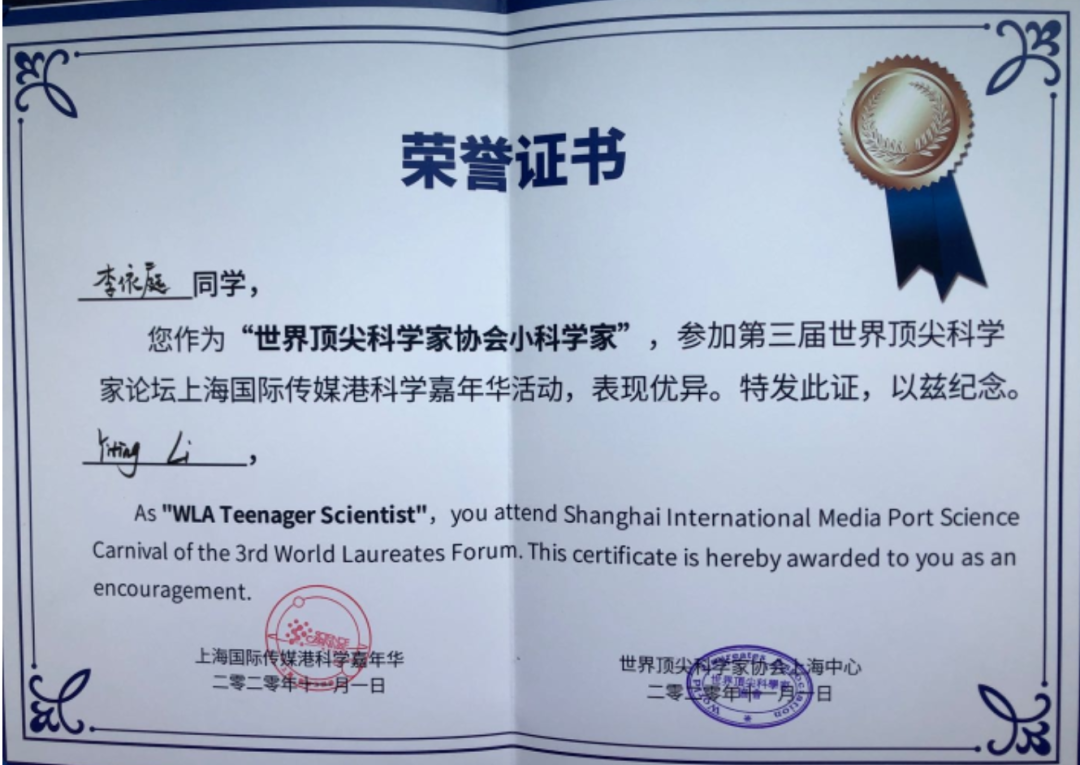 荣誉证书
李依庭 同学，
您作为“世界顶尖科学家协会小科学家”，参加第三届世界顶尖科学
家论坛上海国际传媒港科学嘉年华活动，表现优异。特发此证，以兹纪念。
Yiting Li ,
As "WLA Teenager Scientist", you attend Shanghai International Media Port Science
Carnival of the 3rd World Laureates Forum. This certificate is hereby awarded to you as an
encouragement.
上海国际传媒港科学嘉年华
二零二零年十一月一日
世界顶尖科学家协会上海中心
二零二零年十一月一日